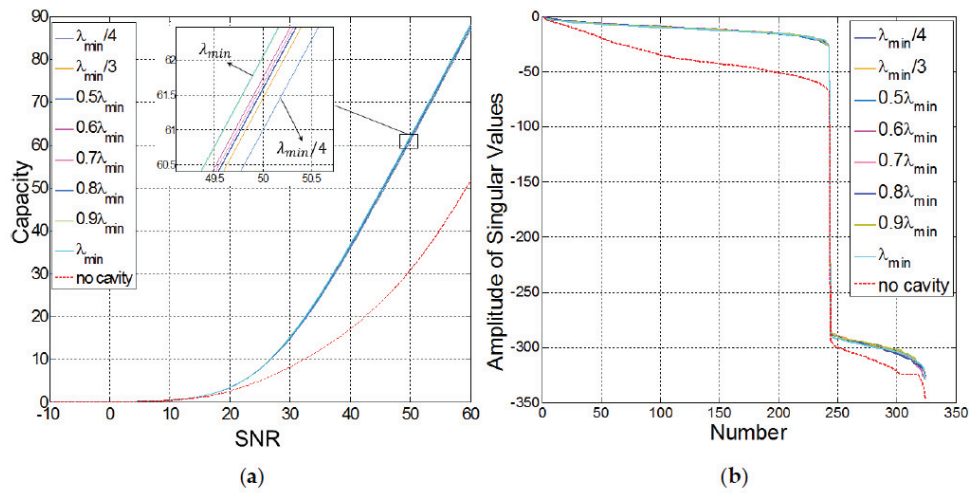 90
80
70
60
50
40
30
20
10
0
Capacity
λmin/4
λmin/3
0.5λmin
0.6λmin
0.7λmin
0.8λmin
0.9λmin
λmin
no cavity
62
61.5
61
60.5
λmin
λmin/4
49.5
50
50.5
-10
0
10
20
30
40
50
60
SNR
(a)
0
-50
-100
-150
-200
-250
-300
-350
Amplitude of Singular Values
λmin/4
λmin/3
0.5λmin
0.6λmin
0.7λmin
0.8λmin
0.9λmin
λmin
no cavity
0
50
100
150
200
250
300
350
Number
(b)